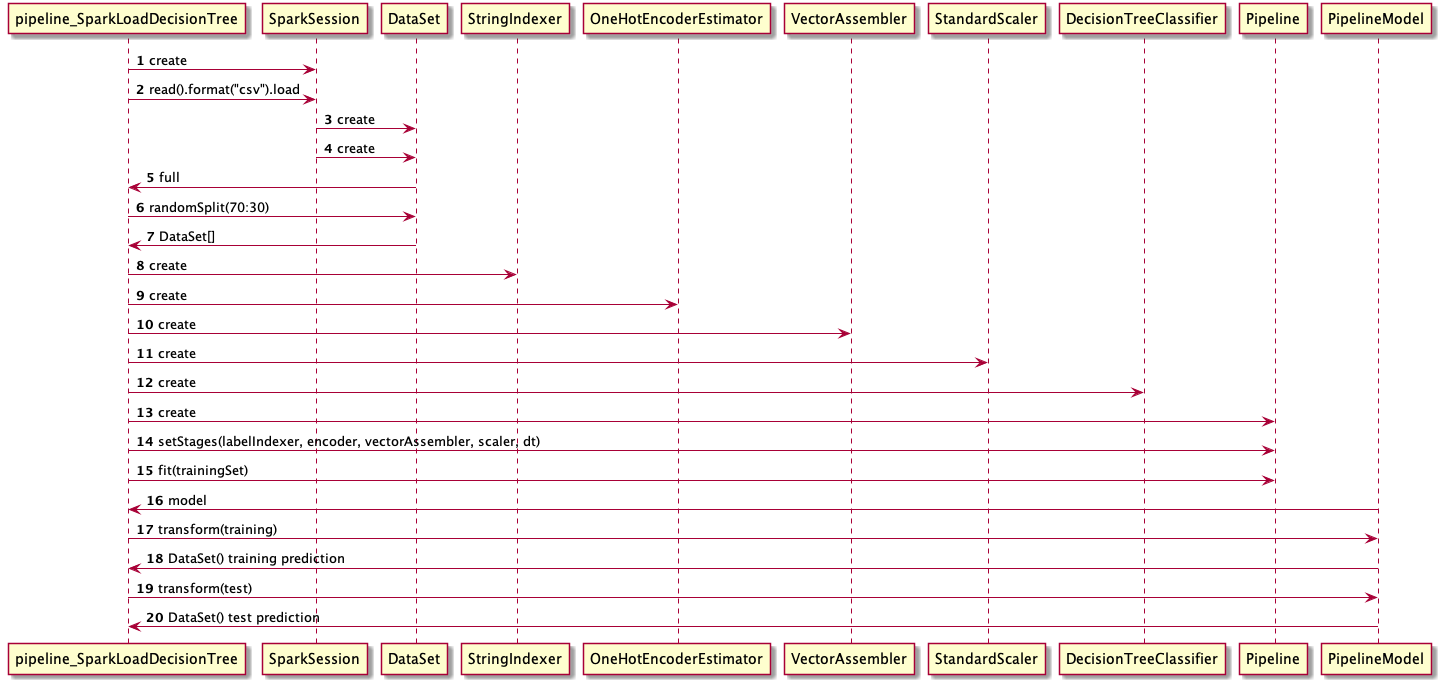 pipeline_SparkLoadDecisionTree SparkSession DataSet StringIndexer OneHotEncoderEstimator VectorAssembler StandardScaler DecisionTreeClassifier Pipeline PipelineModel
1 create
2 read().format("csv").load
3 create
4 create
5 full
6 randomSplit(70:30)
7 DataSet[]
8 create
9 create
10 create
11 create
12 create
13 create
14 setStages(labelIndexer, encoder, vectorAssembler, scaler, dt)
15 fit(trainingSet)
16 model
17 transform(training)
18 DataSet() training prediction
19 transform(test)
20 DataSet() test prediction
pipeline_SparkLoadDecisionTree SparkSession DataSet StringIndexer OneHotEncoderEstimator VectorAssembler StandardScaler DecisionTreeClassifier Pipeline PipelineModel